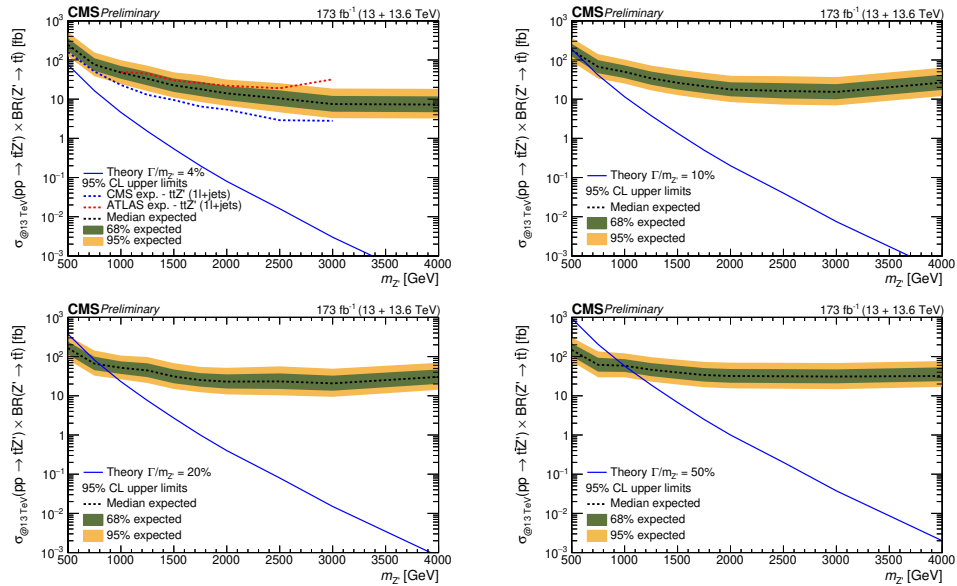 CMS Preliminary 173 fb⁻¹ (13 + 13.6 TeV)
σ@13 TeV(pp → tt̄Z') × BR(Z' → tt̄) [fb]
10³
10²
10
1
10⁻¹
10⁻²
10⁻³
Theory Γ/mZ' = 4%
95% CL upper limits
CMS exp. - ttZ' (1l+jets)
ATLAS exp. - ttZ' (1l+jets)
Median expected
68% expected
95% expected
500 1000 1500 2000 2500 3000 3500 4000
mZ' [GeV]
CMS Preliminary 173 fb⁻¹ (13 + 13.6 TeV)
σ@13 TeV(pp → tt̄Z') × BR(Z' → tt̄) [fb]
10³
10²
10
1
10⁻¹
10⁻²
10⁻³
Theory Γ/mZ' = 10%
95% CL upper limits
Median expected
68% expected
95% expected
500 1000 1500 2000 2500 3000 3500 4000
mZ' [GeV]
CMS Preliminary 173 fb⁻¹ (13 + 13.6 TeV)
σ@13 TeV(pp → tt̄Z') × BR(Z' → tt̄) [fb]
10³
10²
10
1
10⁻¹
10⁻²
10⁻³
Theory Γ/mZ' = 20%
95% CL upper limits
Median expected
68% expected
95% expected
500 1000 1500 2000 2500 3000 3500 4000
mZ' [GeV]
CMS Preliminary 173 fb⁻¹ (13 + 13.6 TeV)
σ@13 TeV(pp → tt̄Z') × BR(Z' → tt̄) [fb]
10³
10²
10
1
10⁻¹
10⁻²
10⁻³
Theory Γ/mZ' = 50%
95% CL upper limits
Median expected
68% expected
95% expected
500 1000 1500 2000 2500 3000 3500 4000
mZ' [GeV]